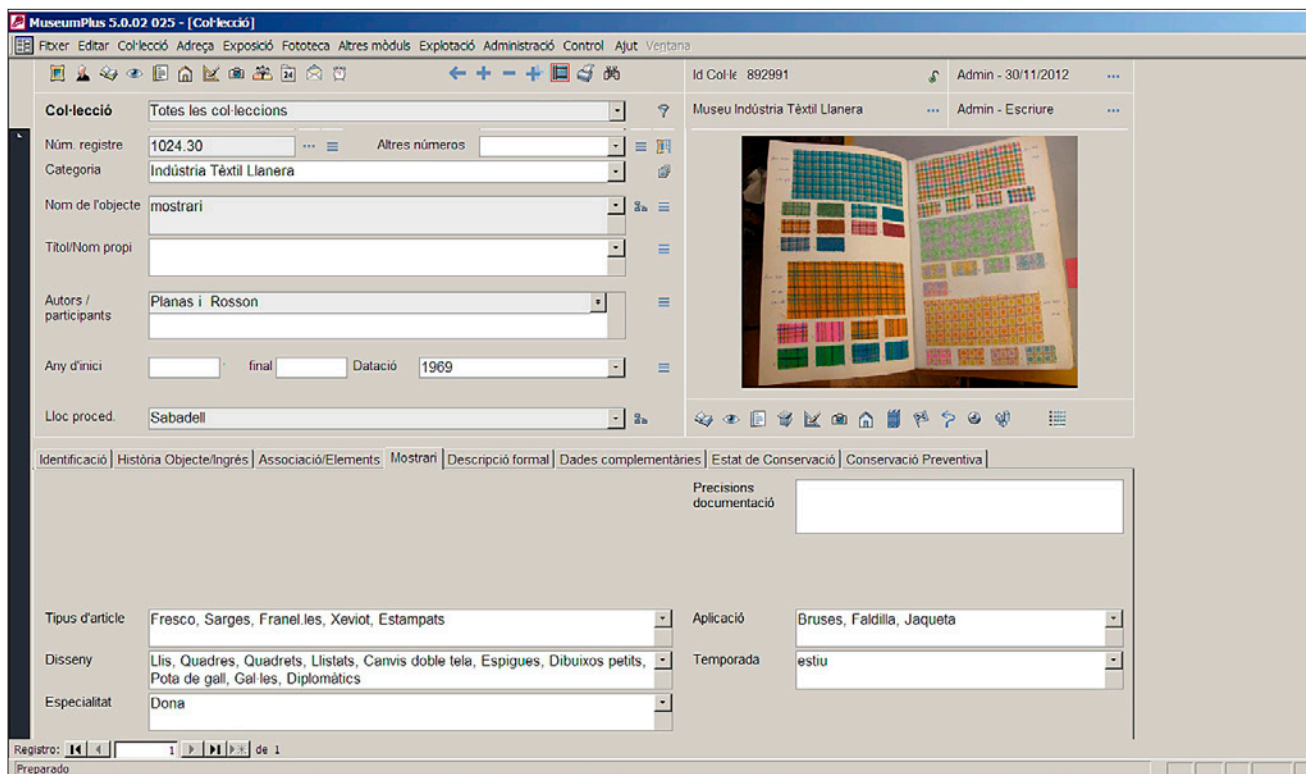 MuseumPlus 5.0.02 025 - [Col·lecció]
Fitxer Editar Col·lecció Adreça Exposició Fototeca Altres mòduls Explotació Administració Control Ajut Ventana
Id Col·le 892991 Admin - 30/11/2012
Col·lecció Totes les col·leccions
Museu Indústria Tèxtil Llanera Admin - Escriure
Núm. registre 1024.30 Altres números
Categoria Indústria Tèxtil Llanera
Nom de l'objecte mostrari
Títol/Nom propi
Autors / participants Planas i Rosson
Any d'inici final Datació 1969
Lloc proced. Sabadell
Identificació Història Objecte/Ingrés Associació/Elements Mostrari Descripció formal Dades complementàries Estat de Conservació Conservació Preventiva
Precisions
documentació
Tipus d'article Fresco, Sarges, Franel.les, Xeviot, Estampats
Aplicació Bruses, Faldilla, Jaqueta
Disseny Llis, Quadres, Quadrets, Llistats, Canvis doble tela, Espigues, Dibuixos petits,
Pota de gall, Gal·les, Diplomàtics
Temporada estiu
Especialitat Dona
Registro: 1 de 1
Preparado